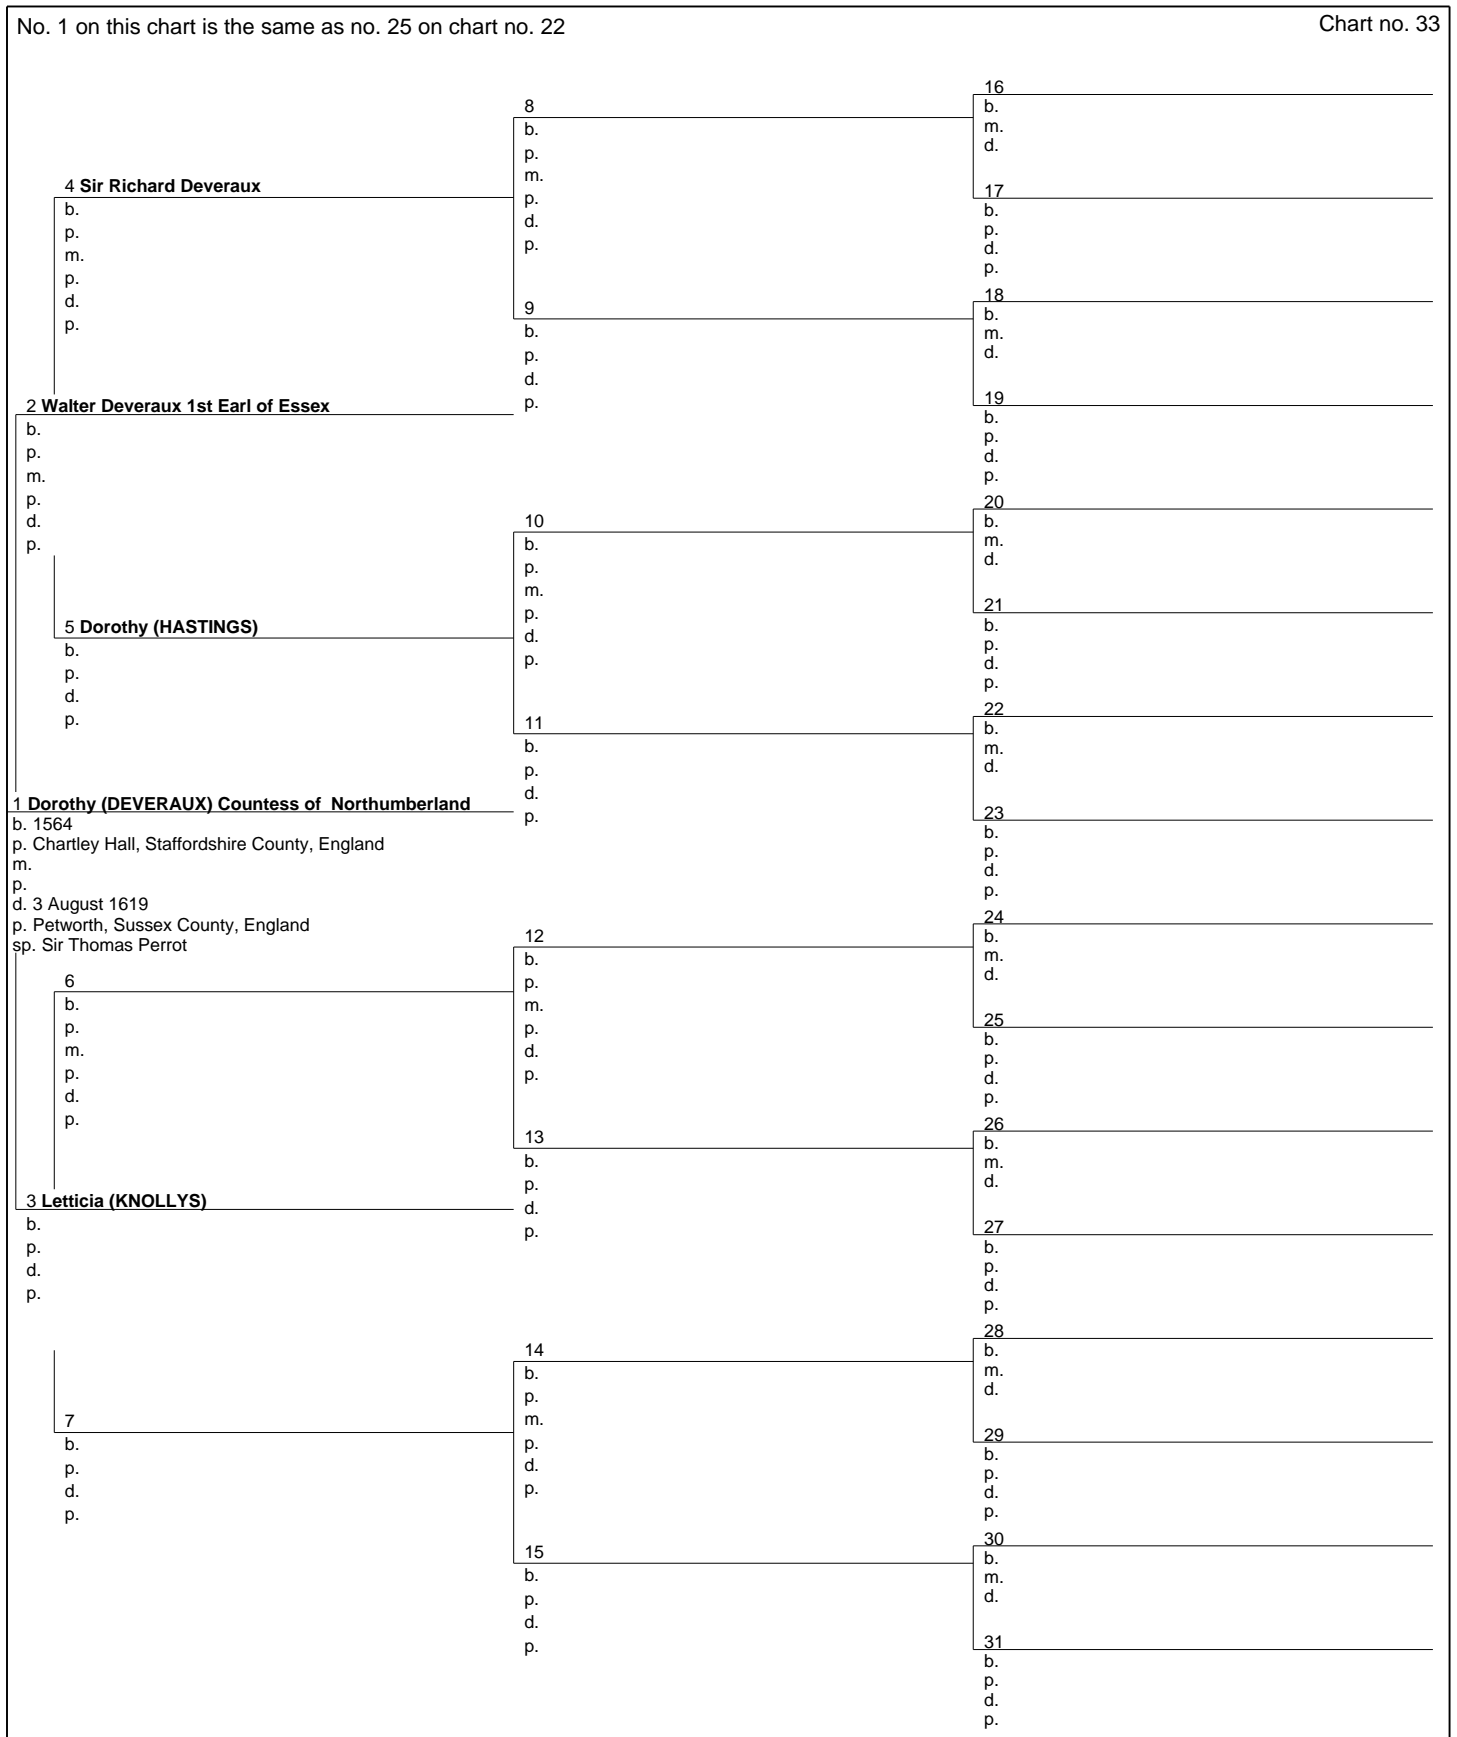 No. 1 on this chart is the same as no. 25 on chart no. 22
Chart no. 33
4 Sir Richard Deveraux
b.
p.
m.
p.
d.
p.
2 Walter Deveraux 1st Earl of Essex
b.
p.
m.
p.
d.
p.
5 Dorothy (HASTINGS)
b.
p.
d.
p.
1 Dorothy (DEVERAUX) Countess of  Northumberland
b. 1564
p. Chartley Hall, Staffordshire County, England
m.
p.
d. 3 August 1619
p. Petworth, Sussex County, England
sp. Sir Thomas Perrot
6
b.
p.
m.
p.
d.
p.
3 Letticia (KNOLLYS)
b.
p.
d.
p.
7
b.
p.
d.
p.
8
b.
p.
m.
p.
d.
p.
9
b.
p.
d.
p.
10
b.
p.
m.
p.
d.
p.
11
b.
p.
d.
p.
12
b.
p.
m.
p.
d.
p.
13
b.
p.
d.
p.
14
b.
p.
m.
p.
d.
p.
15
b.
p.
d.
p.
16
b.
m.
d.
17
b.
p.
d.
p.
18
b.
m.
d.
19
b.
p.
d.
p.
20
b.
m.
d.
21
b.
p.
d.
p.
22
b.
m.
d.
23
b.
p.
d.
p.
24
b.
m.
d.
25
b.
p.
d.
p.
26
b.
m.
d.
27
b.
p.
d.
p.
28
b.
m.
d.
29
b.
p.
d.
p.
30
b.
m.
d.
31
b.
p.
d.
p.